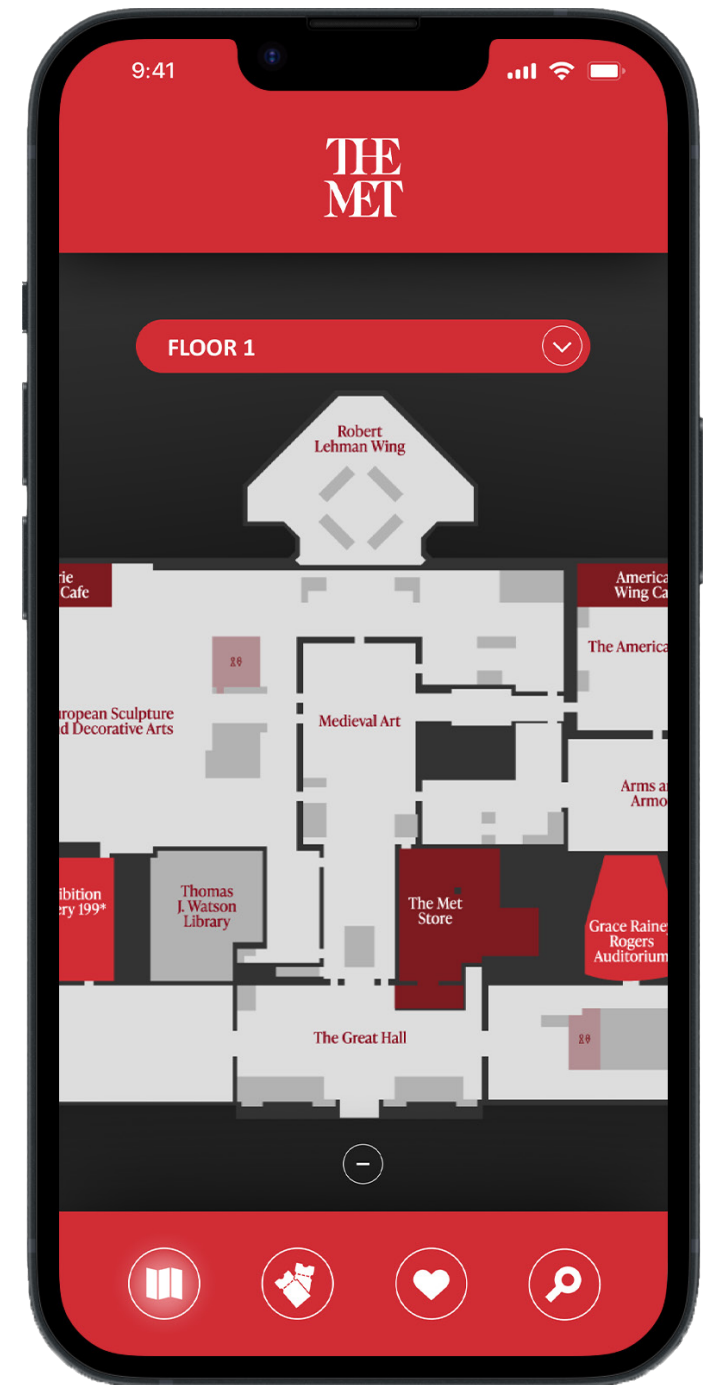 9:41
THE
MET
FLOOR 1
Robert
Lehman Wing
rie
Cafe
America
Wing Ca
The America
uropean Sculpture
d Decorative Arts
Medieval Art
Arms a
Armo
ibition
ery 199*
Thomas
J. Watson
Library
The Met
Store
Grace Raine
Rogers
Auditorium
The Great Hall